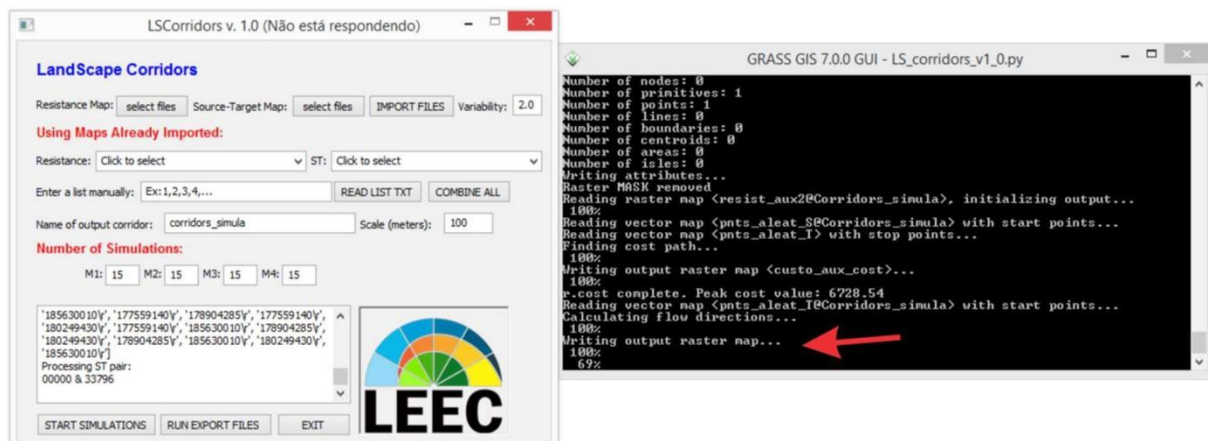 LSCorridors v. 1.0 (Não está respondendo)
LandScape Corridors
Resistance Map: select files Source-Target Map: select files IMPORT FILES Variability: 2.0
Using Maps Already Imported:
Resistance: Click to select ST: Click to select
Enter a list manually: Ex:1,2,3,4,... READ LIST TXT COMBINE ALL
Name of output corridor: corridors_simula Scale (meters): 100
Number of Simulations:
M1: 15 M2: 15 M3: 15 M4: 15
'185630010\r', '177559140\r', '178904285\r', '177559140\r',
'180249430\r', '177559140\r', '185630010\r', '178904285\r',
'180249430\r', '178904285\r', '185630010\r', '180249430\r',
'185630010\r']
Processing ST pair:
00000 & 33796
LEEC
START SIMULATIONS RUN EXPORT FILES EXIT
GRASS GIS 7.0.0 GUI - LS_corridors_v1_0.py
Number of nodes: 0
Number of primitives: 1
Number of points: 1
Number of lines: 0
Number of boundaries: 0
Number of centroids: 0
Number of areas: 0
Number of isles: 0
Writing attributes...
Raster MASK removed
Reading raster map <resist_aux2@Corridors_simula>, initializing output...
100%
Reading vector map <pnts_aleat_S@Corridors_simula> with start points...
Reading vector map <pnts_aleat_T> with stop points...
Finding cost path...
100%
Writing output raster map <custo_aux_cost>...
100%
r.cost complete. Peak cost value: 6728.54
Reading vector map <pnts_aleat_T@Corridors_simula> with start points...
Calculating flow directions...
100%
Writing output raster map...
100%
69%